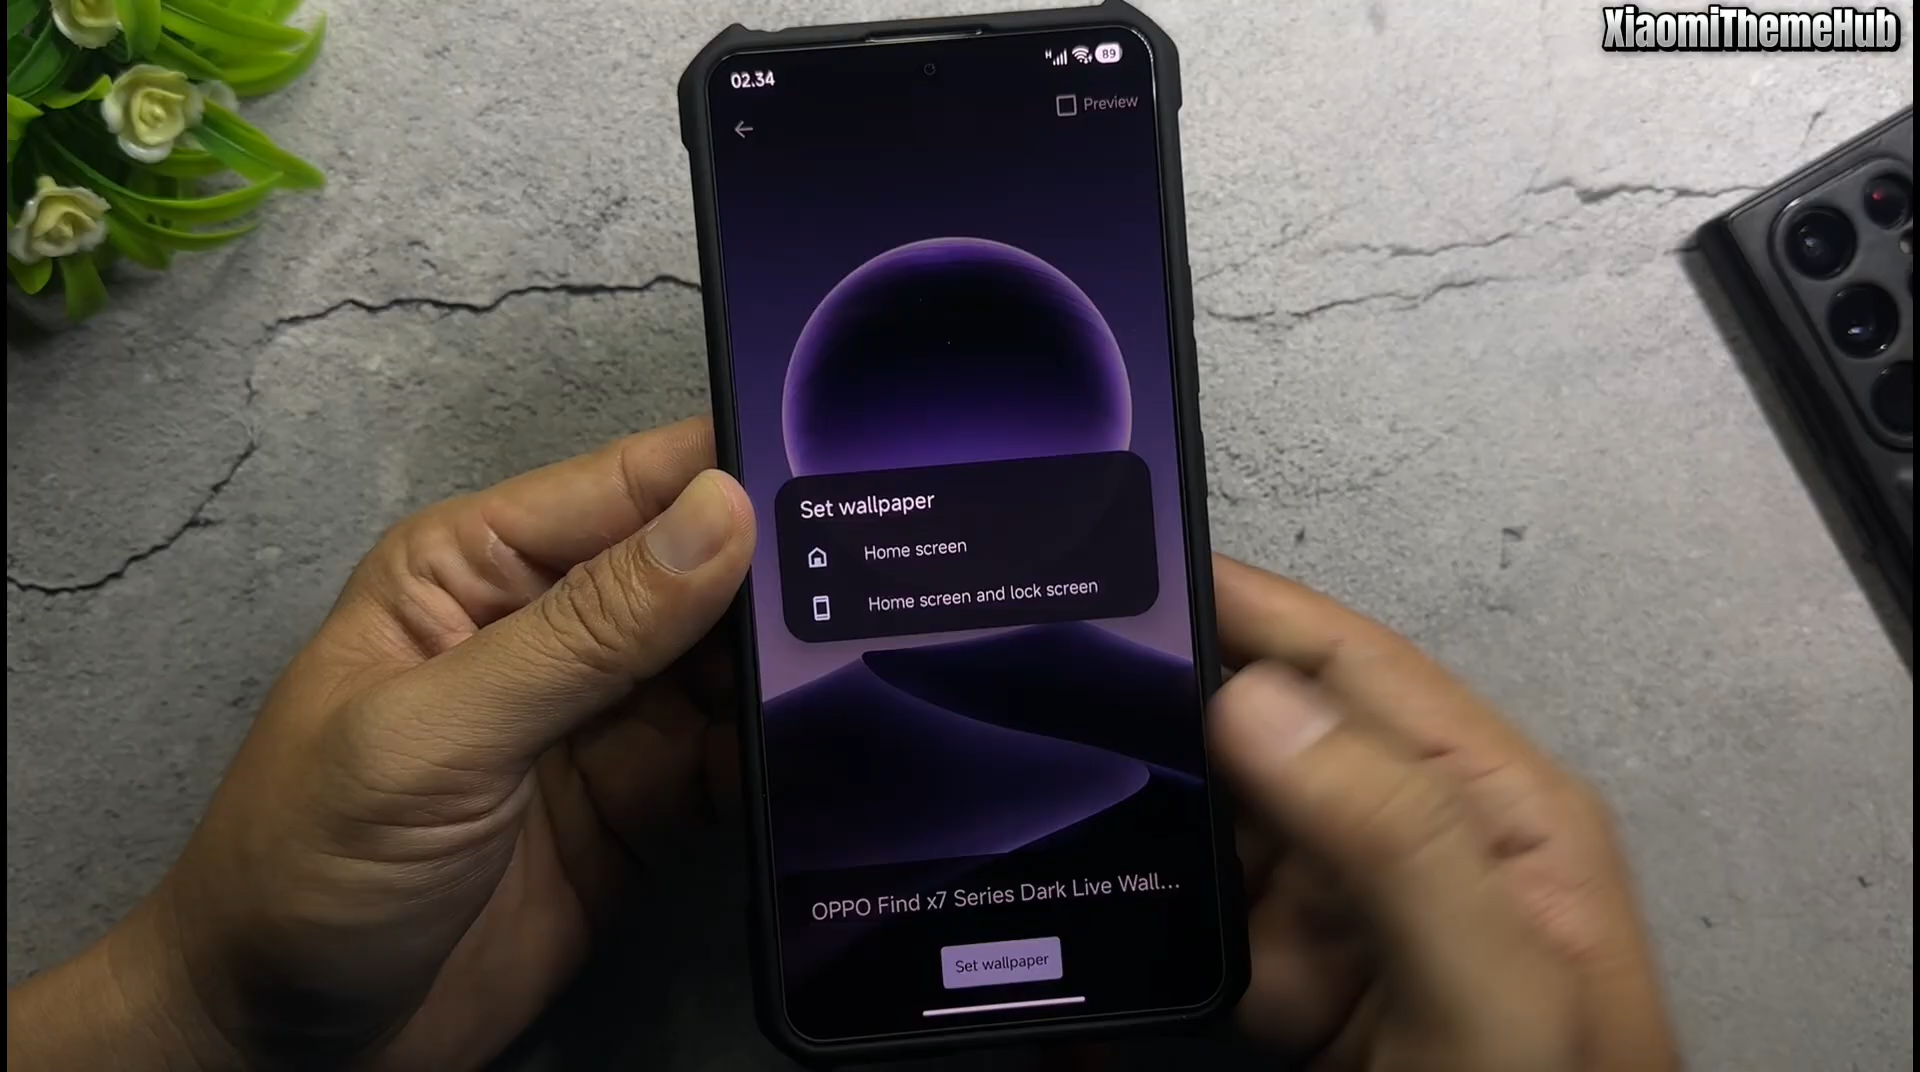 XiaomiThemeHub
02.34
H 89
Preview
Set wallpaper
Home screen
Home screen and lock screen
OPPO Find x7 Series Dark Live Wall...
Set wallpaper